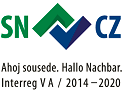 SN CZ
Ahoj sousede. Hallo Nachbar.
Interreg V A / 2014 – 2020